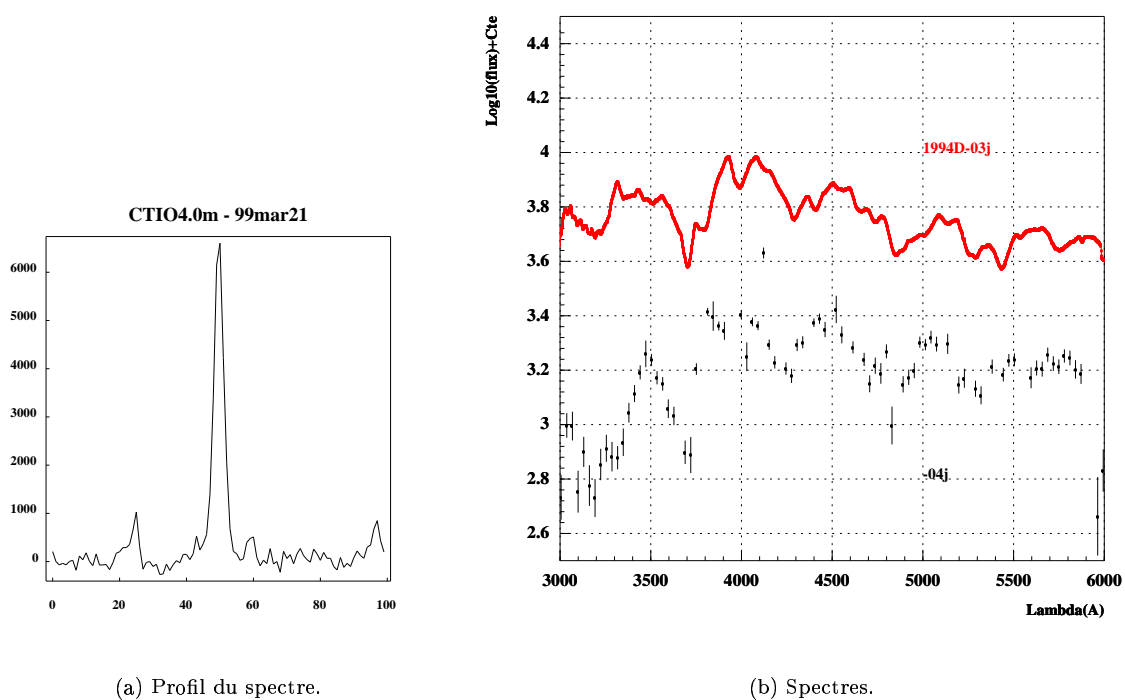 CTIO4.0m - 99mar21
6000
5000
4000
3000
2000
1000
0
0 20 40 60 80 100
(a) Profil du spectre.
Log10(flux)+Cte
4.4
4.2
4
3.8
3.6
3.4
3.2
3
2.8
2.6
1994D-03j
-04j
3000 3500 4000 4500 5000 5500 6000
Lambda(A)
(b) Spectres.